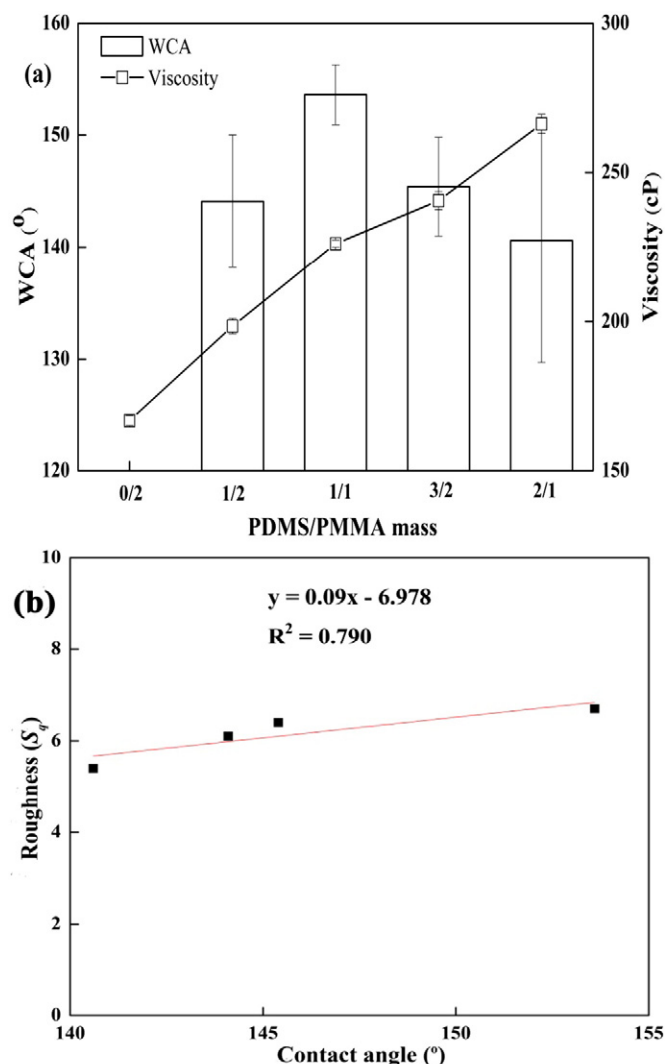 (a)
WCA
Viscosity
160
150
140
130
120
WCA (°)
300
250
200
150
Viscosity (cP)
0/2 1/2 1/1 3/2 2/1
PDMS/PMMA mass
(b)
y = 0.09x - 6.978
R² = 0.790
10
8
6
4
2
0
Roughness (Sq)
140 145 150 155
Contact angle (º)